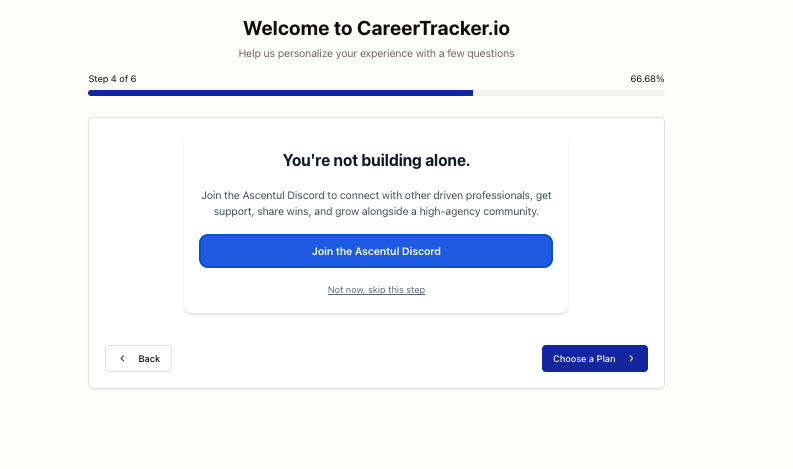 Welcome to CareerTracker.io
Help us personalize your experience with a few questions
Step 4 of 6
66.68%
You're not building alone.
Join the Ascentul Discord to connect with other driven professionals, get
support, share wins, and grow alongside a high-agency community.
Join the Ascentul Discord
Not now, skip this step
Back
Choose a Plan